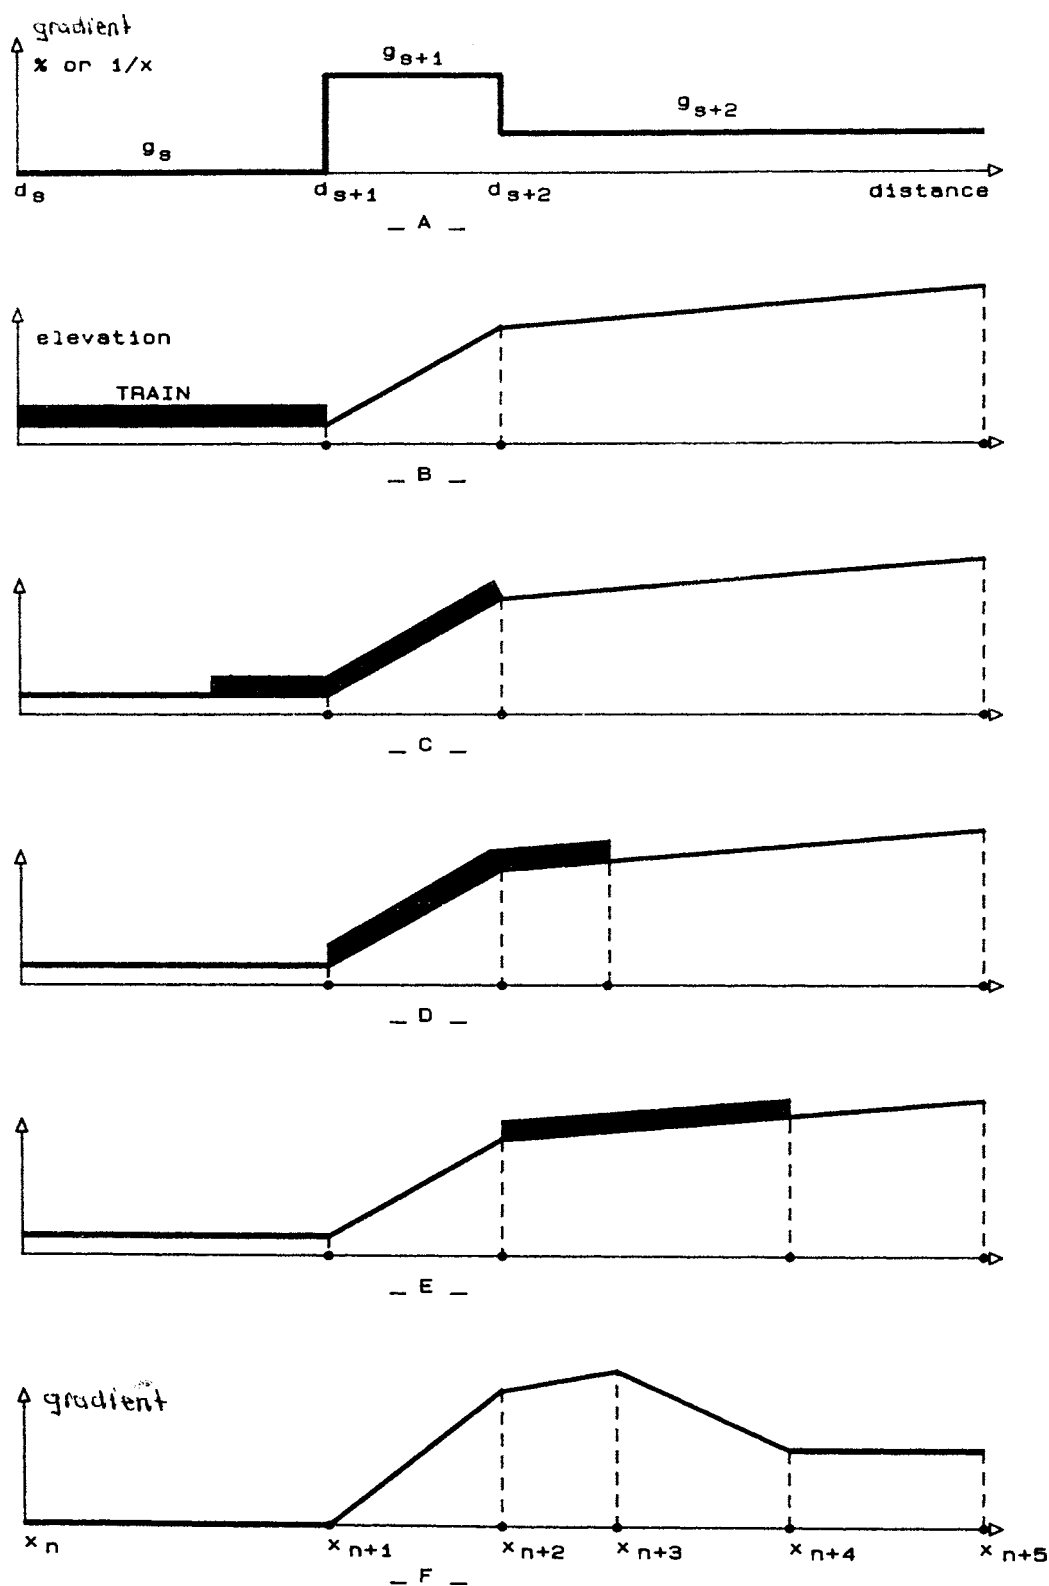 gradient
% or 1/x
g s+1
g s+2
g s
d s
d s+1
d s+2
distance
_ A _
elevation
TRAIN
_ B _
_ C _
_ D _
_ E _
gradient
x n
x n+1
x n+2
x n+3
x n+4
x n+5
_ F _